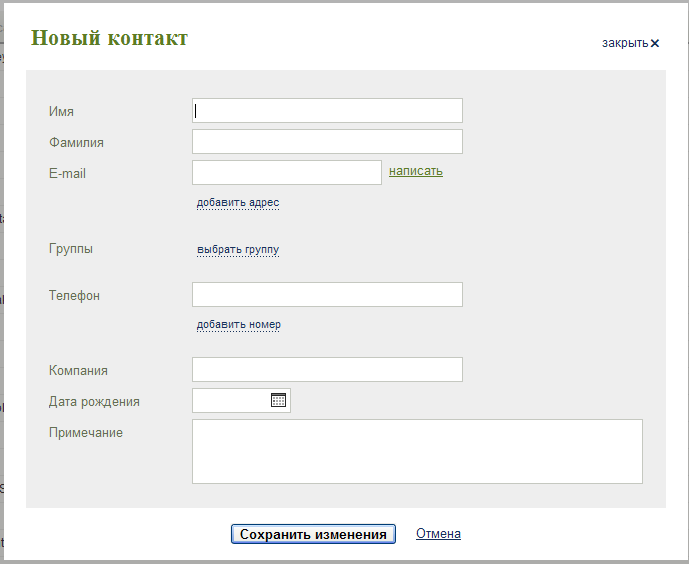 Новый контакт
закрыть
Имя
Фамилия
E-mail
написать
добавить адрес
Группы
выбрать группу
Телефон
добавить номер
Компания
Дата рождения
Примечание
Сохранить изменения
Отмена